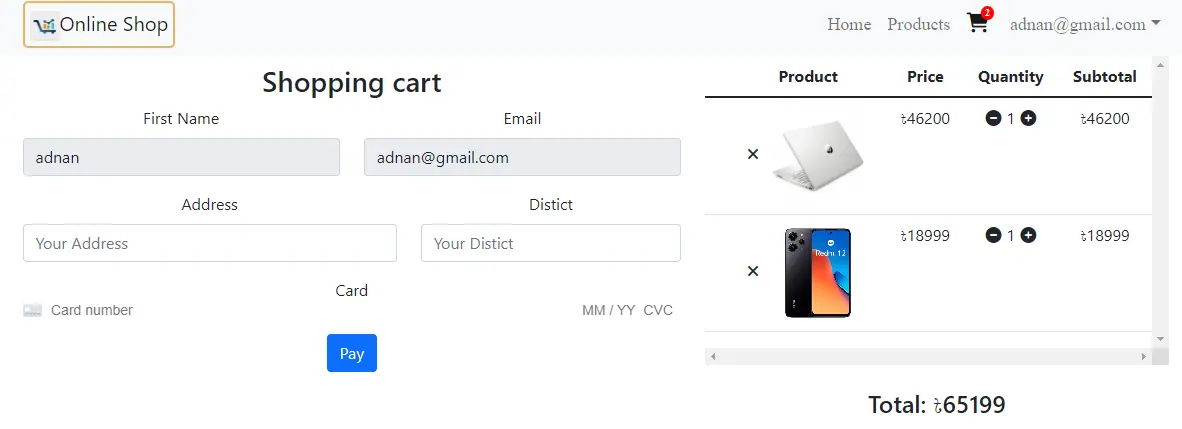 Online Shop
Home Products 2 adnan@gmail.com
Shopping cart
First Name Email
adnan adnan@gmail.com
Address Distict
Your Address Your Distict
Card
Card number MM / YY CVC
Pay
Product Price Quantity Subtotal
৳46200 1 ৳46200
৳18999 1 ৳18999
Redmi 12
Total: ৳65199